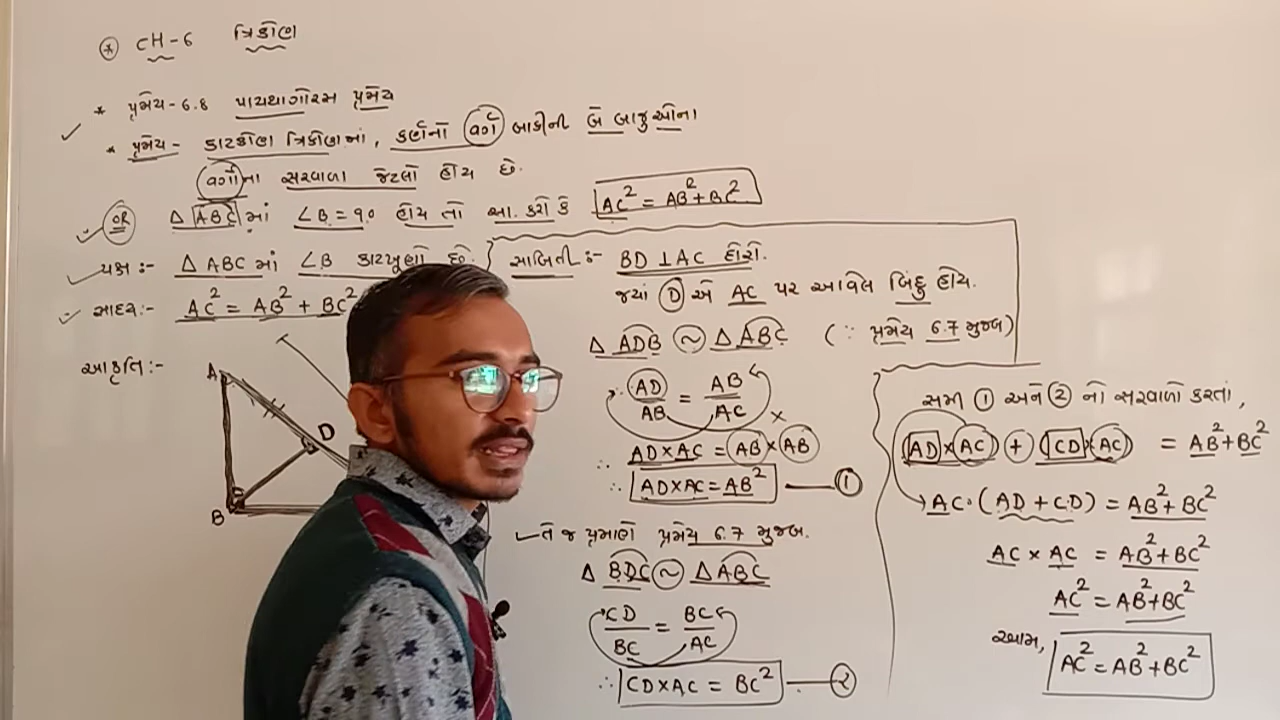 * CH-6 ત્રિકોણ
* પ્રમેય-6.8 પાયથાગોરસ પ્રમેય
* પ્રમેય- કાટકોણ ત્રિકોણમાં, કર્ણનો વર્ગ બાકીની બે બાજુઓના
વર્ગોના સરવાળા જેટલો હોય છે.
OR Δ ABC માં ∠B = 90 હોય તો સા. કરો કે AC² = AB² + BC²
પક્ષ :- Δ ABC માં ∠B કાટખૂણો છે.
સાધ્ય :- AC² = AB² + BC²
આકૃતિ :-
A
D
B
સાબિતી :- BD ⊥ AC દોરો.
જ્યાં D એ AC પર આવેલ બિંદુ હોય.
Δ ADB ~ Δ ABC (∵ પ્રમેય 6.7 મુજબ)
∴ AD/AB = AB/AC
∴ AD × AC = AB × AB
∴ AD × AC = AB² — ①
તે જ પ્રમાણે પ્રમેય 6.7 મુજબ.
Δ BDC ~ Δ ABC
CD/BC = BC/AC
∴ CD × AC = BC² — ②
સમી ① અને ② નો સરવાળો કરતાં,
(AD × AC) + (CD × AC) = AB² + BC²
AC · (AD + CD) = AB² + BC²
AC × AC = AB² + BC²
AC² = AB² + BC²
આમ, AC² = AB² + BC²